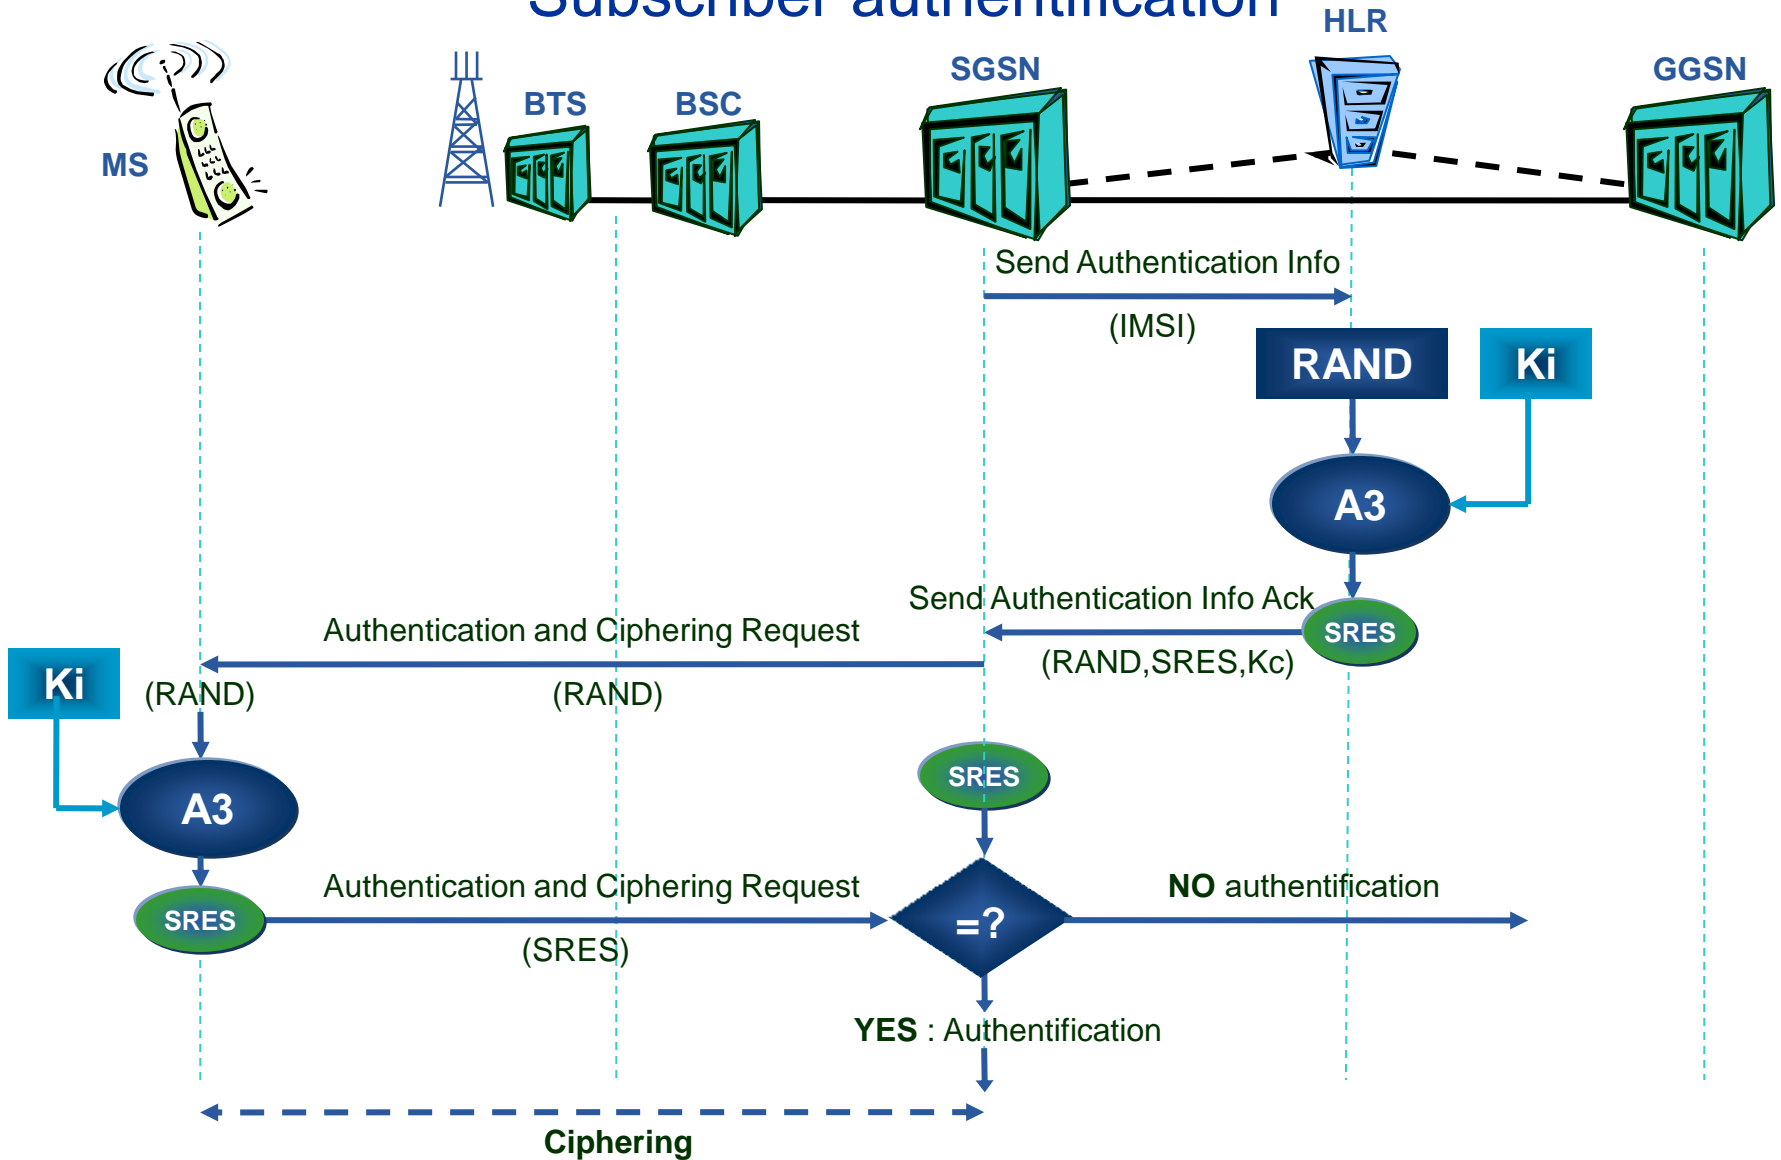 Subscriber authentification
HLR
SGSN
GGSN
BTS
BSC
MS
Send Authentication Info
(IMSI)
RAND
Ki
A3
Send Authentication Info Ack
SRES
Authentication and Ciphering Request
(RAND,SRES,Kc)
Ki
(RAND)
(RAND)
SRES
A3
Authentication and Ciphering Request
NO authentification
SRES
=?
(SRES)
YES : Authentification
Ciphering